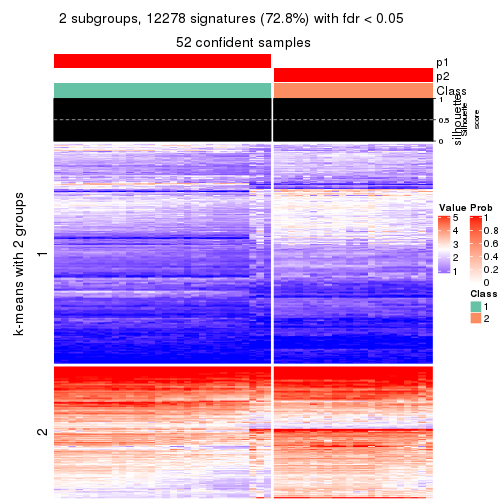 2 subgroups, 12278 signatures (72.8%) with fdr < 0.05
52 confident samples
p1
p2
Class
1
0.5
0
silhouette
Silhouette
score
k-means with 2 groups
1
2
Value
5
4
3
2
1
Prob
1
0.8
0.6
0.4
0.2
0
Class
1
2